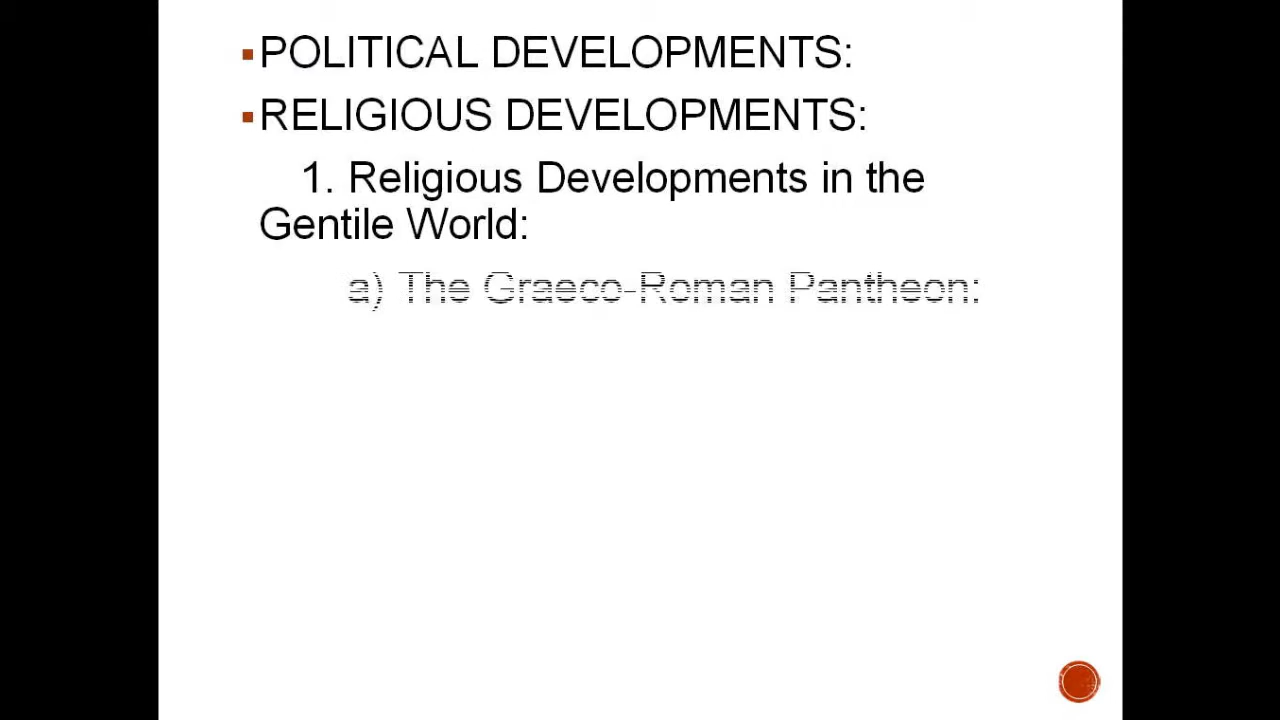 ▪POLITICAL DEVELOPMENTS:
▪RELIGIOUS DEVELOPMENTS:
1. Religious Developments in the
Gentile World:
a) The Graeco-Roman Pantheon: